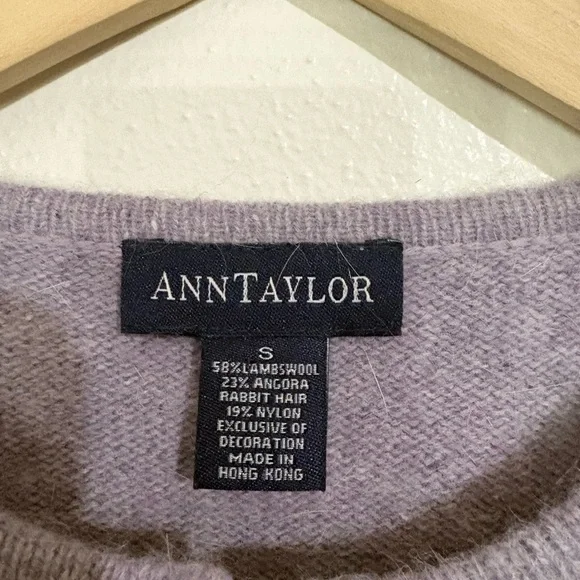 ANNTAYLOR
S
58% LAMBSWOOL
23% ANGORA
RABBIT HAIR
19% NYLON
EXCLUSIVE OF
DECORATION
MADE IN
HONG KONG